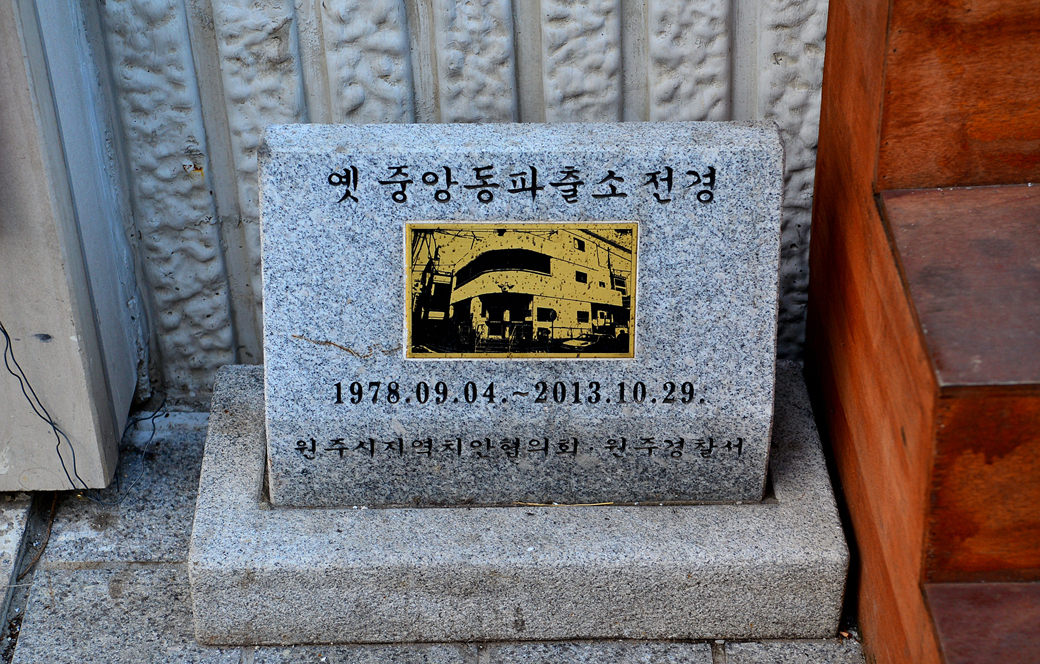 옛 중앙동파출소 전경
1978.09.04.~2013.10.29.
원주시지역치안협의회·원주경찰서